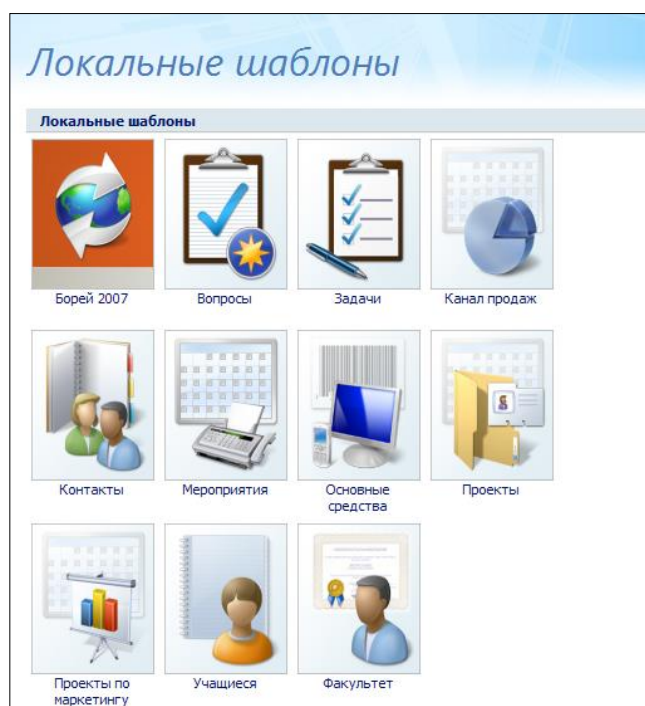 Локальные шаблоны
Локальные шаблоны
Борей 2007
Вопросы
Задачи
Канал продаж
Контакты
Мероприятия
Основные
средства
Проекты
Проекты по
маркетингу
Учащиеся
Факультет